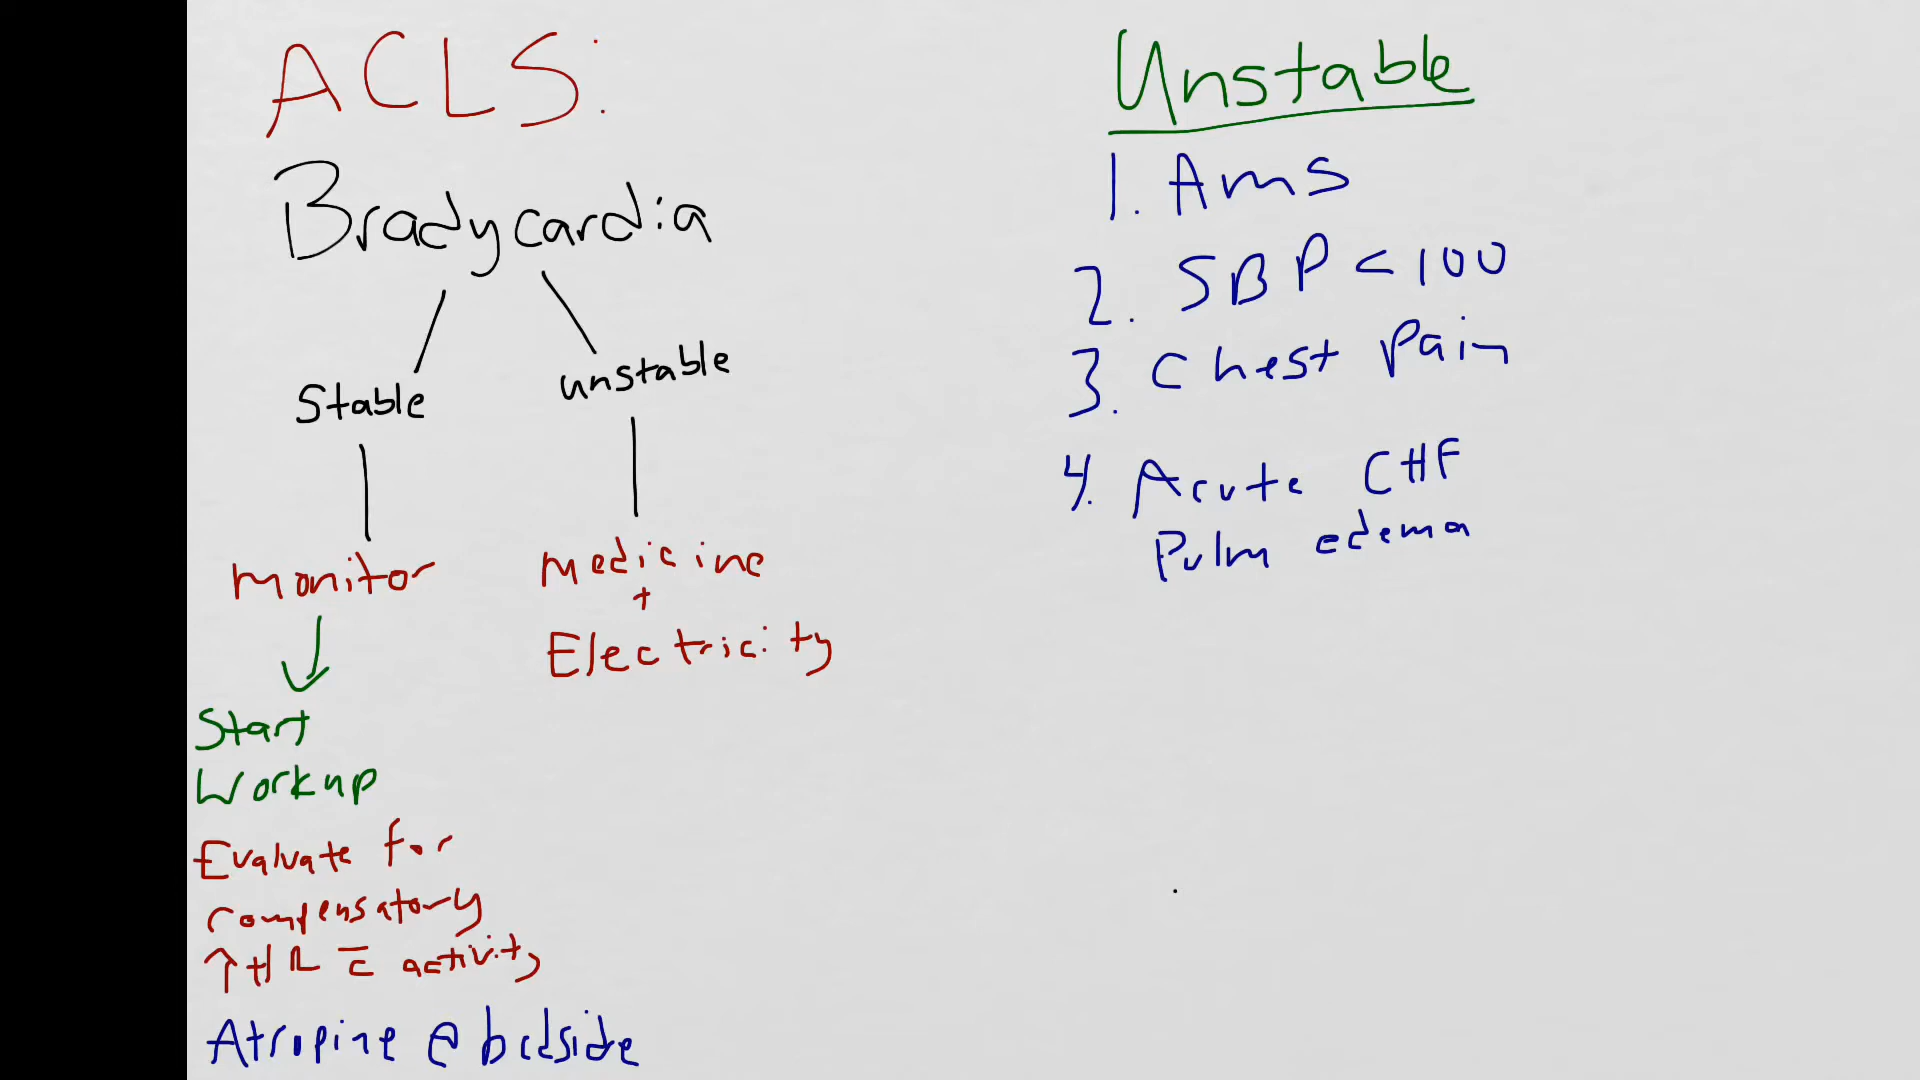 ACLS:
Bradycardia
Stable
unstable
Monitor
Medicine
+
Electricity
Start
Workup
Evaluate for
compensatory
↑HR c̄ activity
Atropine @ bedside
Unstable
1. Ams
2. SBP < 100
3. Chest Pain
4. Acute CHF
Pulm edema